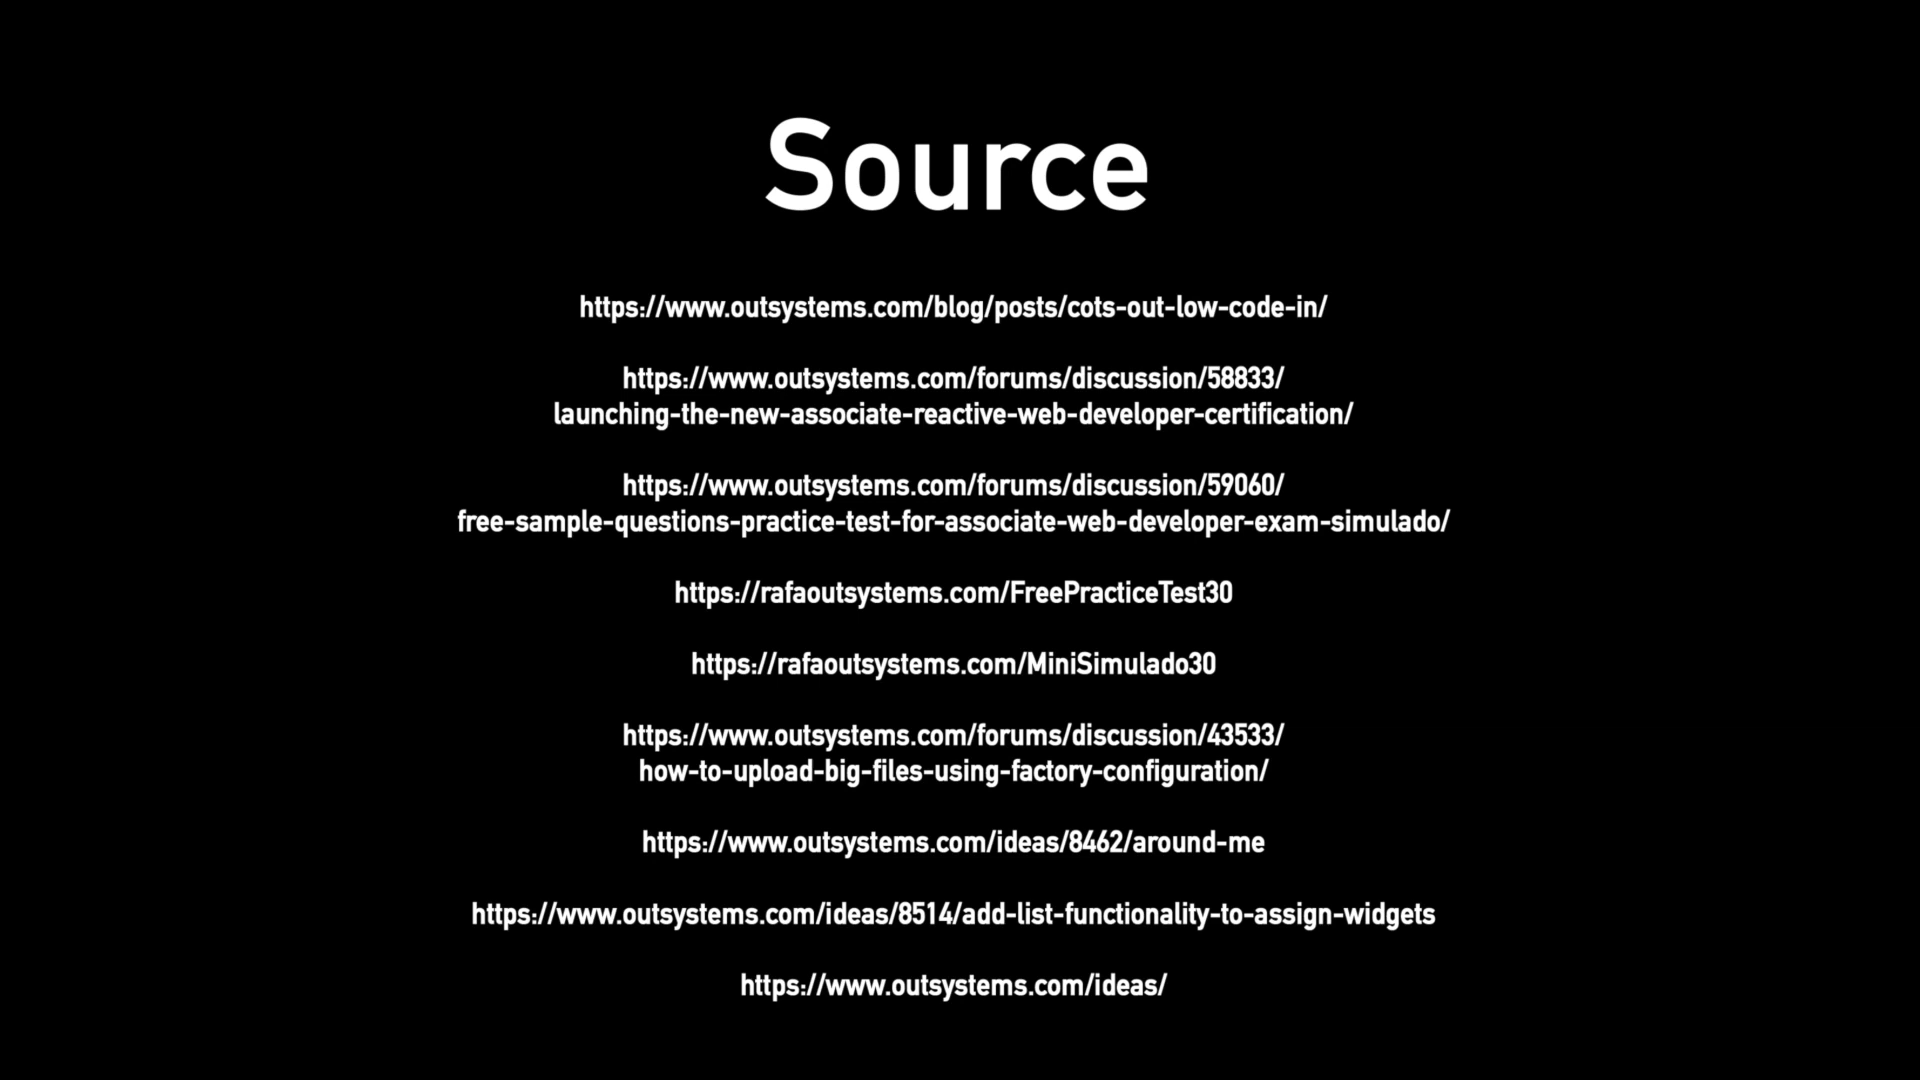 Source
https://www.outsystems.com/blog/posts/cots-out-low-code-in/
https://www.outsystems.com/forums/discussion/58833/
launching-the-new-associate-reactive-web-developer-certification/
https://www.outsystems.com/forums/discussion/59060/
free-sample-questions-practice-test-for-associate-web-developer-exam-simulado/
https://rafaoutsystems.com/FreePracticeTest30
https://rafaoutsystems.com/MiniSimulado30
https://www.outsystems.com/forums/discussion/43533/
how-to-upload-big-files-using-factory-configuration/
https://www.outsystems.com/ideas/8462/around-me
https://www.outsystems.com/ideas/8514/add-list-functionality-to-assign-widgets
https://www.outsystems.com/ideas/